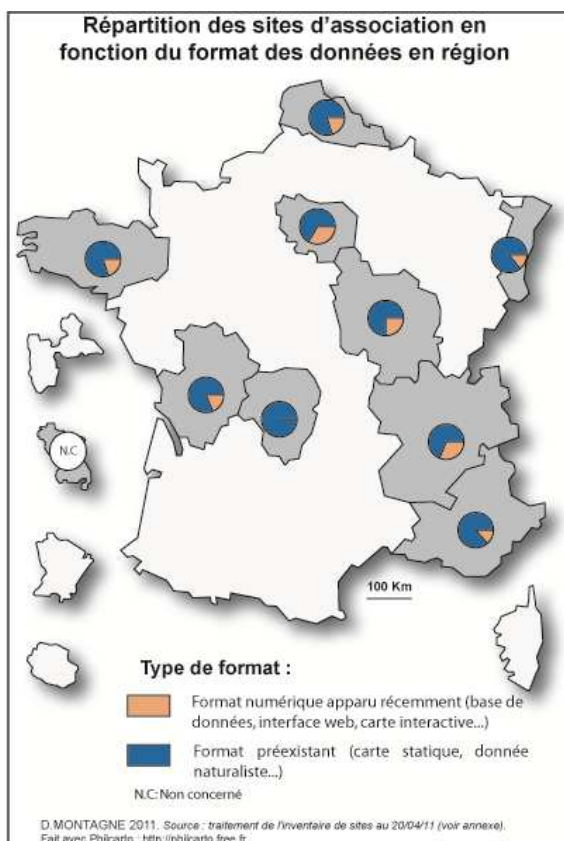 Répartition des sites d'association en
fonction du format des données en région
N.C
100 Km
Type de format :
Format numérique apparu récemment (base de
données, interface web, carte interactive...)
Format préexistant (carte statique, donnée
naturaliste...)
N.C: Non concerné
D.MONTAGNE 2011. Source : traitement de l'inventaire de sites au 20/04/11 (voir annexe).
Fait avec Philcarto : http://philcarto.free.fr